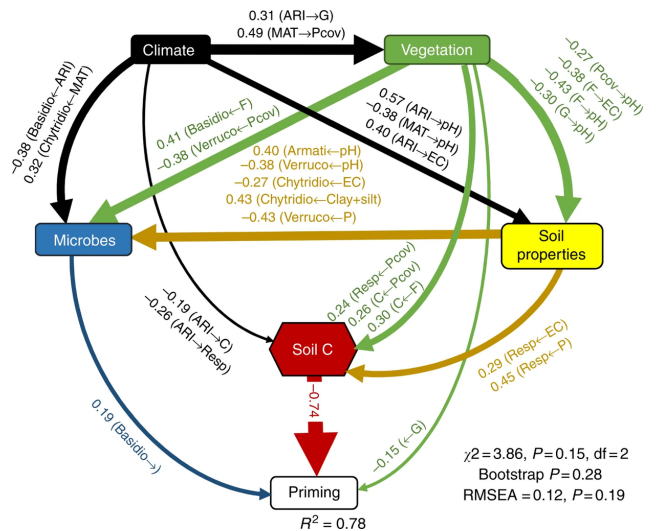 0.31 (ARI→G)
0.49 (MAT→Pcov)
Climate
Vegetation
−0.27 (Pcov→pH)
−0.38 (F→EC)
−0.43 (F→pH)
−0.30 (G→pH)
−0.38 (Basidio←ARI)
0.32 (Chytridio←MAT)
0.41 (Basidio←F)
−0.38 (Verruco←Pcov)
0.57 (ARI→pH)
−0.38 (MAT→pH)
0.40 (ARI→EC)
0.40 (Armati←pH)
−0.38 (Verruco←pH)
−0.27 (Chytridio←EC)
0.43 (Chytridio←Clay+silt)
−0.43 (Verruco←P)
Microbes
Soil
properties
0.24 (Resp←Pcov)
0.26 (C←Pcov)
0.30 (C←F)
−0.19 (ARI→C)
−0.26 (ARI→Resp)
Soil C
0.29 (Resp←EC)
0.45 (Resp←P)
−0.74
0.19 (Basidio→)
−0.15 (←G)
Priming
R² = 0.78
χ2 = 3.86, P = 0.15, df = 2
Bootstrap P = 0.28
RMSEA = 0.12, P = 0.19